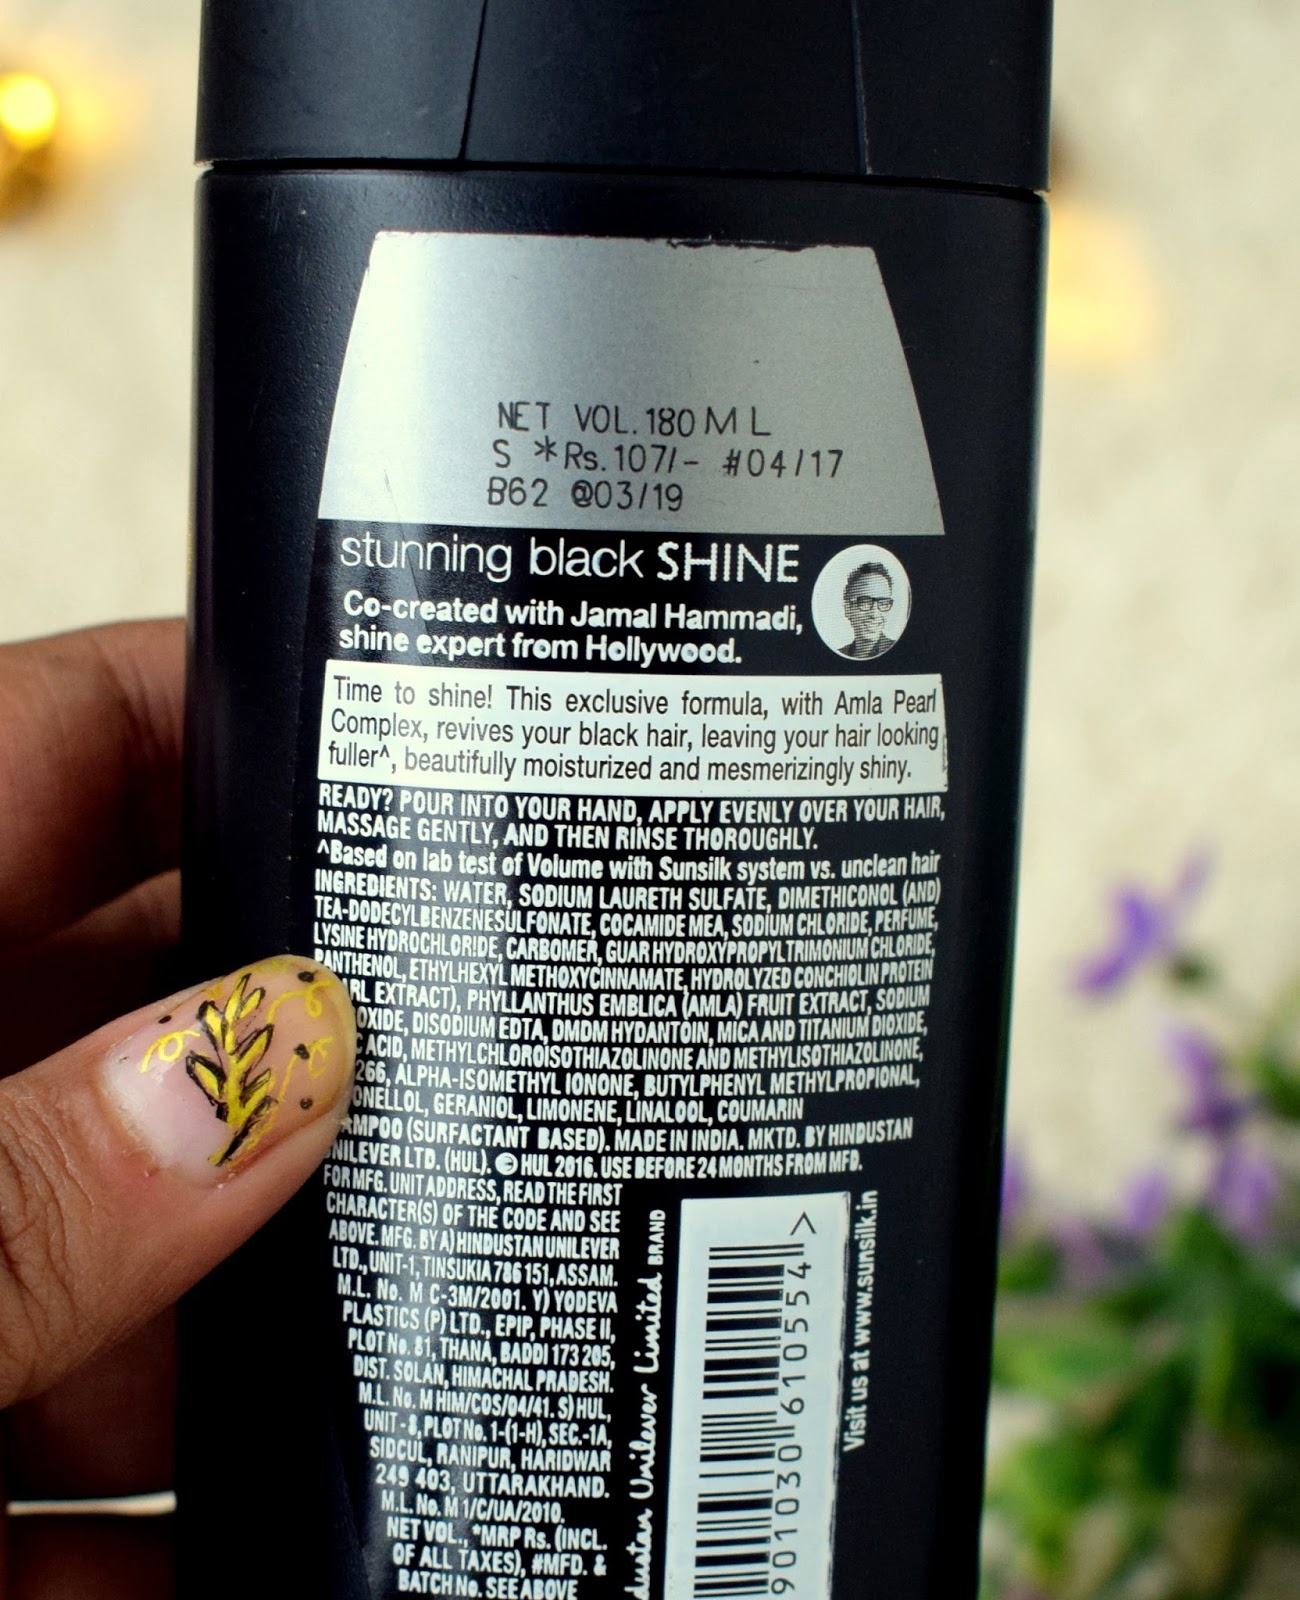 NET VOL.180ML
S *Rs.107/- #04/17
B62 @03/19
stunning black SHINE
Co-created with Jamal Hammadi,
shine expert from Hollywood.
Time to shine! This exclusive formula, with Amla Pearl
Complex, revives your black hair, leaving your hair looking
fuller^, beautifully moisturized and mesmerizingly shiny.
READY? POUR INTO YOUR HAND, APPLY EVENLY OVER YOUR HAIR,
MASSAGE GENTLY, AND THEN RINSE THOROUGHLY.
^Based on lab test of Volume with Sunsilk system vs. unclean hair
INGREDIENTS: WATER, SODIUM LAURETH SULFATE, DIMETHICONOL (AND)
TEA-DODECYLBENZENESULFONATE, COCAMIDE MEA, SODIUM CHLORIDE, PERFUME,
LYSINE HYDROCHLORIDE, CARBOMER, GUAR HYDROXYPROPYLTRIMONIUM CHLORIDE,
PANTHENOL, ETHYLHEXYL METHOXYCINNAMATE, HYDROLYZED CONCHIOLIN PROTEIN
RL EXTRACT), PHYLLANTHUS EMBLICA (AMLA) FRUIT EXTRACT, SODIUM
OXIDE, DISODIUM EDTA, DMDM HYDANTOIN, MICA AND TITANIUM DIOXIDE,
C ACID, METHYLCHLOROISOTHIAZOLINONE AND METHYLISOTHIAZOLINONE,
266, ALPHA-ISOMETHYL IONONE, BUTYLPHENYL METHYLPROPIONAL,
ONELLOL, GERANIOL, LIMONENE, LINALOOL, COUMARIN
AMPOO (SURFACTANT BASED). MADE IN INDIA. MKTD. BY HINDUSTAN
UNILEVER LTD. (HUL). © HUL 2016. USE BEFORE 24 MONTHS FROM MFD.
FOR MFG. UNIT ADDRESS, READ THE FIRST
CHARACTER(S) OF THE CODE AND SEE
ABOVE. MFG. BY A) HINDUSTAN UNILEVER
LTD., UNIT-1, TINSUKIA 786 151, ASSAM.
M.L. No. M C-3M/2001. Y) YODEVA
PLASTICS (P) LTD., EPIP, PHASE II,
PLOT No. 81, THANA, BADDI 173 205,
DIST. SOLAN, HIMACHAL PRADESH.
M.L. No. M HIM/COS/04/41. S) HUL,
UNIT-8, PLOT No. 1-(1-H), SEC.-1A,
SIDCUL, RANIPUR, HARIDWAR
249 403, UTTARAKHAND.
M.L. No. M 1/C/UA/2010.
NET VOL., *MRP Rs. (INCL.
OF ALL TAXES), #MFD. &
BATCH No. SEE ABOVE
dustan Unilever Limited BRAND
901030 610554 >
Visit us at www.sunsilk.in